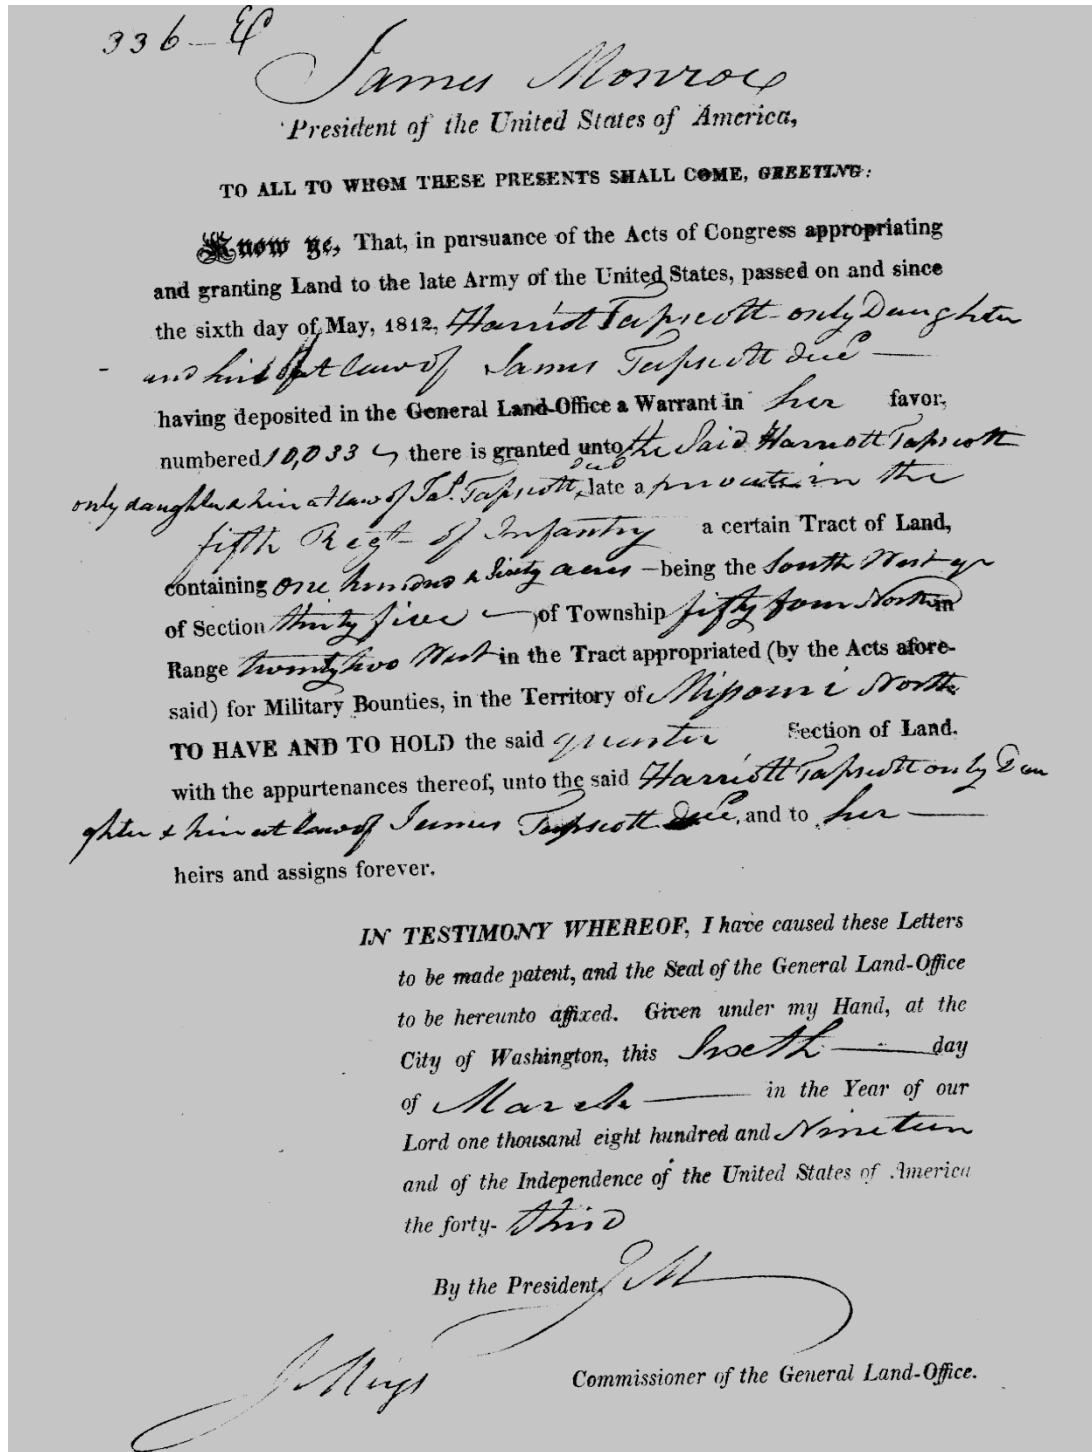 336 — &
James Monroe
President of the United States of America,
TO ALL TO WHOM THESE PRESENTS SHALL COME, GREETING:
Know ye, That, in pursuance of the Acts of Congress appropriating
and granting Land to the late Army of the United States, passed on and since
the sixth day of May, 1812, Harriot Tapscott - only Daughter
- and heir at law of James Tapscott decd —
having deposited in the General Land-Office a Warrant in her favor,
numbered 10,033 there is granted unto the said Harriott Tapscott
only daughter & heir at law of Jas. Tapscott, decd late a private in the
fifth Regt of Infantry a certain Tract of Land,
containing one hundred & Sixty acres — being the South West qr
of Section thirty five — of Township fifty four North in
Range twenty two West in the Tract appropriated (by the Acts afore-
said) for Military Bounties, in the Territory of Missouri North.
TO HAVE AND TO HOLD the said quarter Section of Land,
with the appurtenances thereof, unto the said Harriott Tapscott only Dau
ghter & heir at law of James Tapscott decd, and to her —
heirs and assigns forever.
IN TESTIMONY WHEREOF, I have caused these Letters
to be made patent, and the Seal of the General Land-Office
to be hereunto affixed. Given under my Hand, at the
City of Washington, this Sixth — day
of March — in the Year of our
Lord one thousand eight hundred and Nineteen
and of the Independence of the United States of America
the forty- third
By the President, JM
J Meigs Commissioner of the General Land-Office.